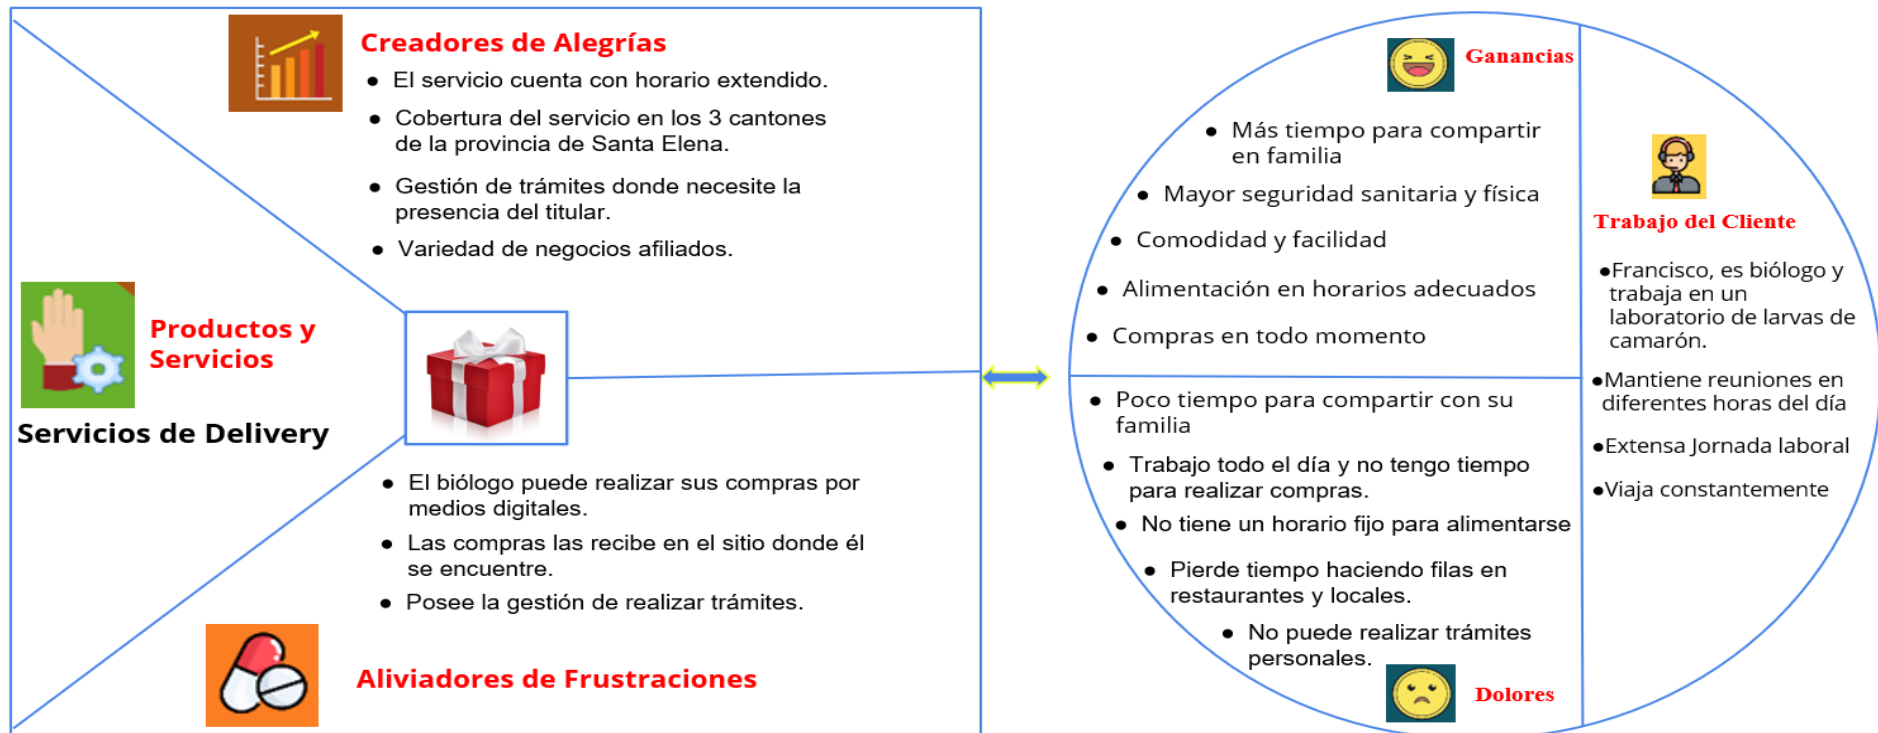 Creadores de Alegrías
● El servicio cuenta con horario extendido.
● Cobertura del servicio en los 3 cantones
de la provincia de Santa Elena.
● Gestión de trámites donde necesite la
presencia del titular.
● Variedad de negocios afiliados.
Productos y
Servicios
Servicios de Delivery
● El biólogo puede realizar sus compras por
medios digitales.
● Las compras las recibe en el sitio donde él
se encuentre.
● Posee la gestión de realizar trámites.
Aliviadores de Frustraciones
Ganancias
● Más tiempo para compartir
en familia
● Mayor seguridad sanitaria y física
● Comodidad y facilidad
● Alimentación en horarios adecuados
● Compras en todo momento
● Poco tiempo para compartir con su
familia
● Trabajo todo el día y no tengo tiempo
para realizar compras.
● No tiene un horario fijo para alimentarse
● Pierde tiempo haciendo filas en
restaurantes y locales.
● No puede realizar trámites
personales.
Dolores
Trabajo del Cliente
●Francisco, es biólogo y
trabaja en un
laboratorio de larvas de
camarón.
●Mantiene reuniones en
diferentes horas del día
●Extensa Jornada laboral
●Viaja constantemente